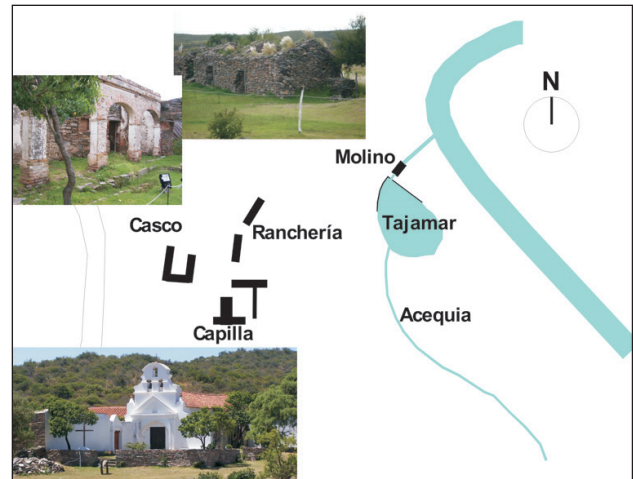 N
Molino
Casco
Ranchería
Tajamar
Acequia
Capilla